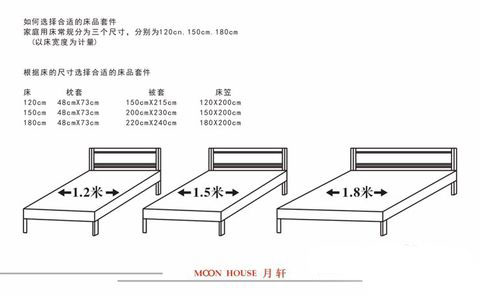 如何选择合适的床品套件
家庭用床常规分为三个尺寸，分别为120cn.150cm.180cm
(以床宽度为计量)
根据床的尺寸选择合适的床品套件
床 枕套 被套 床笠
120cm 48cmX73cm 150cmX215cm 120X200cm
150cm 48cmX73cm 200cmX230cm 150X200cm
180cm 48cmX73cm 220cmX240cm 180X200cm
1.2米 1.5米 1.8米
MOON HOUSE 月轩